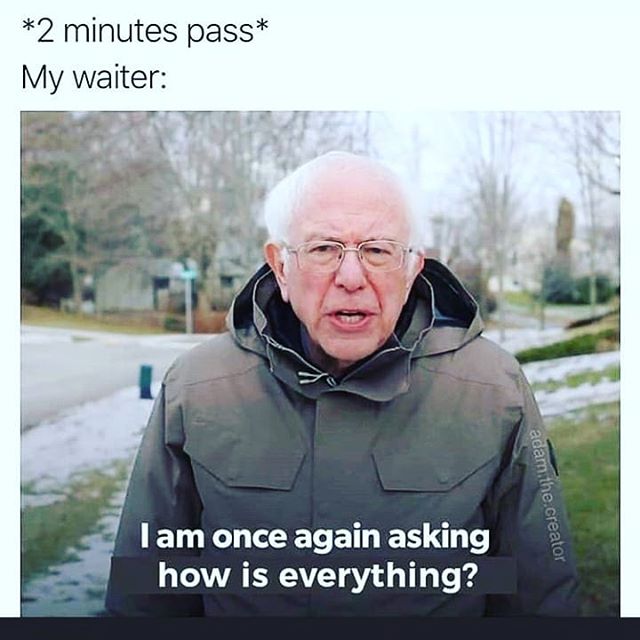 *2 minutes pass*
My waiter:
adam.the.creator
I am once again asking
how is everything?